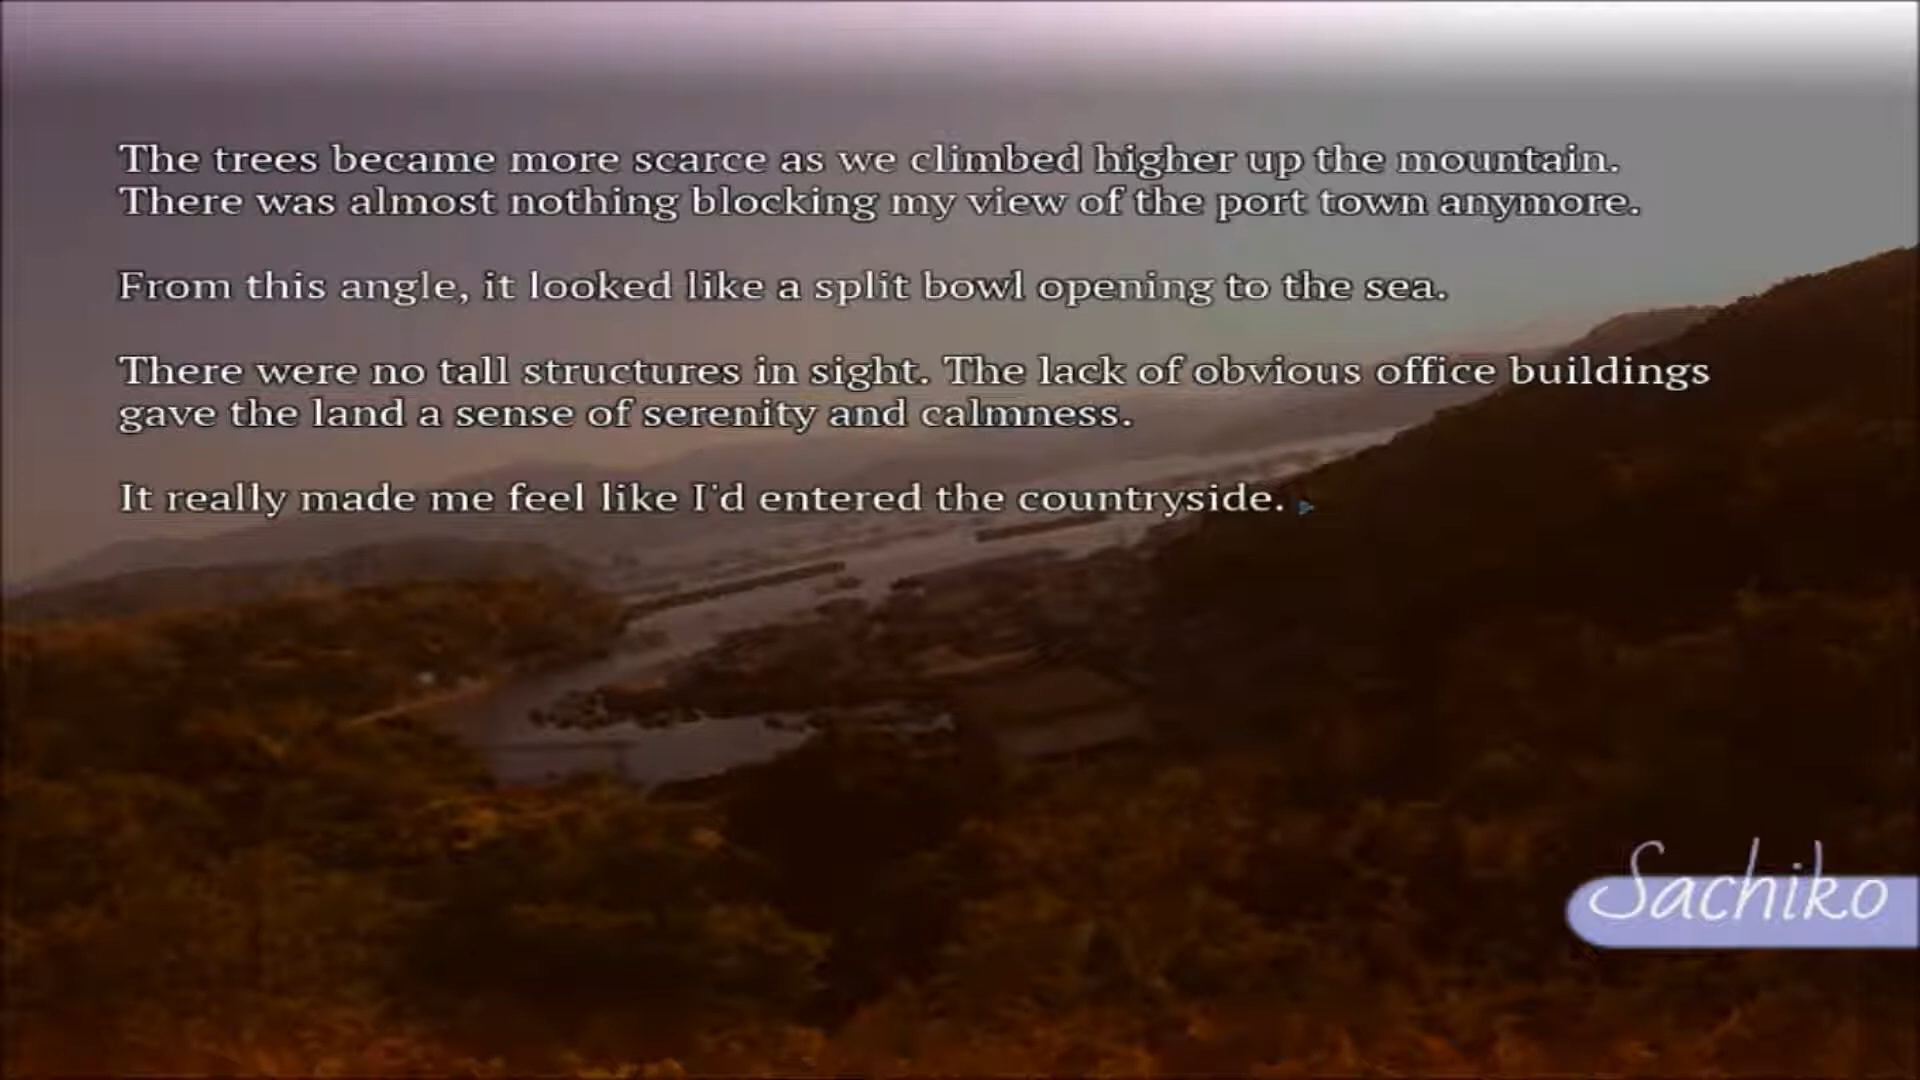 The trees became more scarce as we climbed higher up the mountain.
There was almost nothing blocking my view of the port town anymore.
From this angle, it looked like a split bowl opening to the sea.
There were no tall structures in sight. The lack of obvious office buildings
gave the land a sense of serenity and calmness.
It really made me feel like I'd entered the countryside.
Sachiko